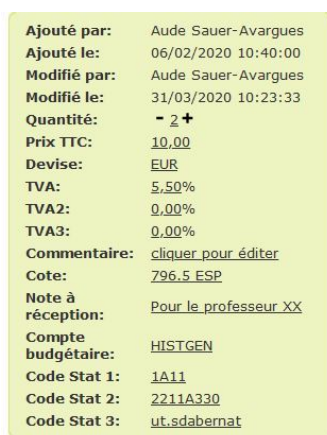 Ajouté par: Aude Sauer-Avargues
Ajouté le: 06/02/2020 10:40:00
Modifié par: Aude Sauer-Avargues
Modifié le: 31/03/2020 10:23:33
Quantité: - 2 +
Prix TTC: 10,00
Devise: EUR
TVA: 5,50%
TVA2: 0,00%
TVA3: 0,00%
Commentaire: cliquer pour éditer
Cote: 796.5 ESP
Note à
réception: Pour le professeur XX
Compte
budgétaire: HISTGEN
Code Stat 1: 1A11
Code Stat 2: 2211A330
Code Stat 3: ut.sdabernat